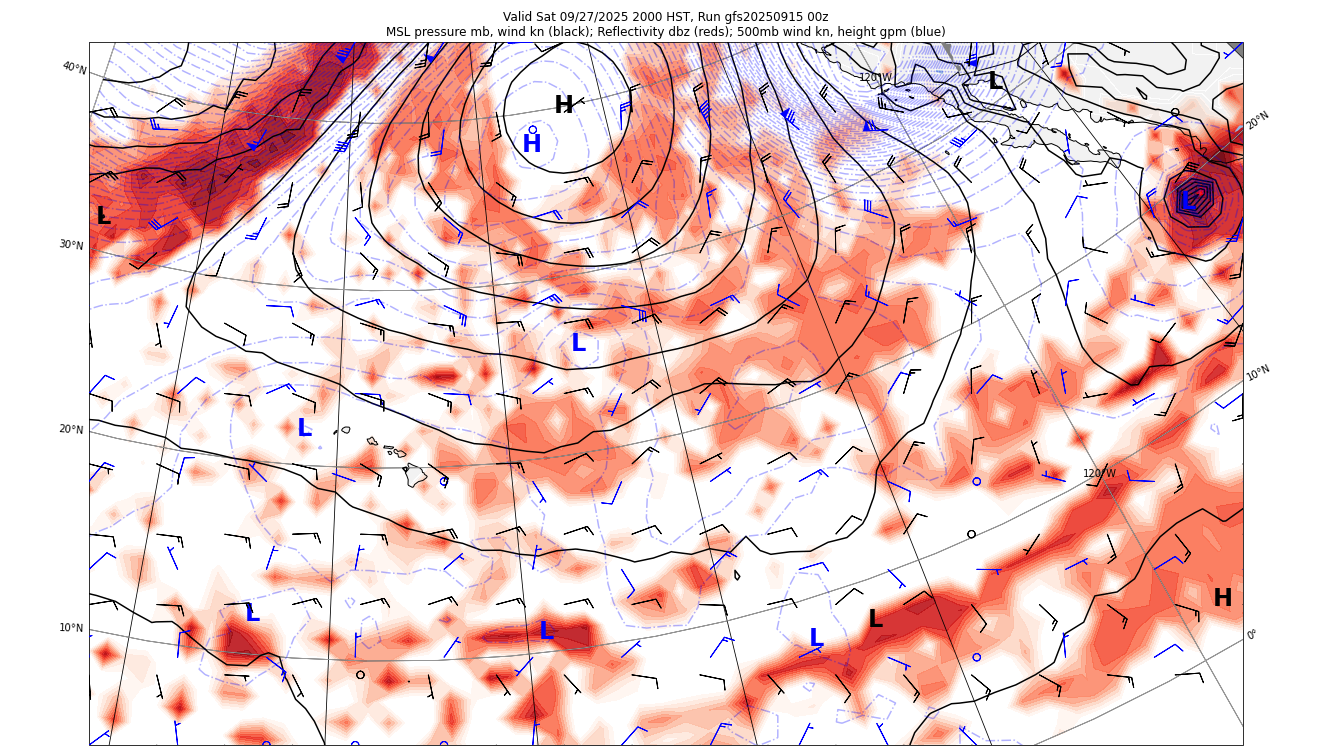 Valid Sat 09/27/2025 2000 HST, Run gfs20250915 00z
MSL pressure mb, wind kn (black); Reflectivity dbz (reds); 500mb wind kn, height gpm (blue)
40°N
120°W
L
H
H
20°N
L
L
30°N
L
10°N
L
20°N
120°W
L
H
10°N
L
L
L
0°